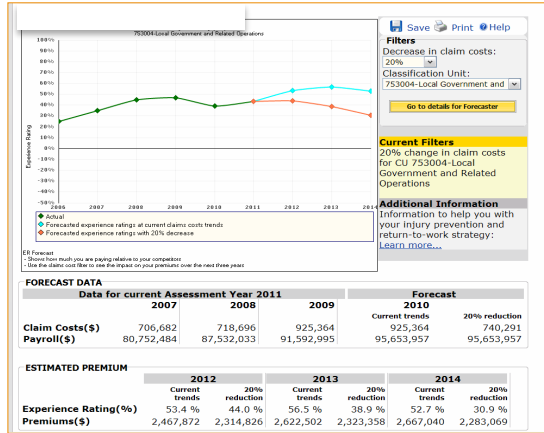 753004-Local Government and Related Operations
100%
90%
80%
70%
60%
50%
40%
30%
20%
10%
0%
-10%
-20%
-30%
-40%
-50%
Experience Rating
2006 2007 2008 2009 2010 2011 2012 2013 2014
Actual
Forecasted experience ratings at current claims costs trends
Forecasted experience ratings with 20% decrease
ER Forecast
- Shows how much you are paying relasive to your competitors
- Use the claims cost filter to see the impact on your premiums over the next three years
Save Print Help
Filters
Decrease in claim costs:
20%
Classification Unit:
753004-Local Government and
Go to details for Forecaster
Current Filters
20% change in claim costs
for CU 753004-Local
Government and Related
Operations
Additional Information
Information to help you with
your injury prevention and
return-to-work strategy:
Learn more...
FORECAST DATA
Data for current Assessment Year 2011 Forecast
2007 2008 2009 2010
Current trends 20% reduction
Claim Costs($) 706,682 718,696 925,364 925,364 740,291
Payroll($) 80,752,484 87,532,033 91,592,995 95,653,957 95,653,957
ESTIMATED PREMIUM
2012 2013 2014
Current trends 20% reduction Current trends 20% reduction Current trends 20% reduction
Experience Rating(%) 53.4 % 44.0 % 56.5 % 38.9 % 52.7 % 30.9 %
Premiums($) 2,467,872 2,314,826 2,622,502 2,323,358 2,667,040 2,283,069